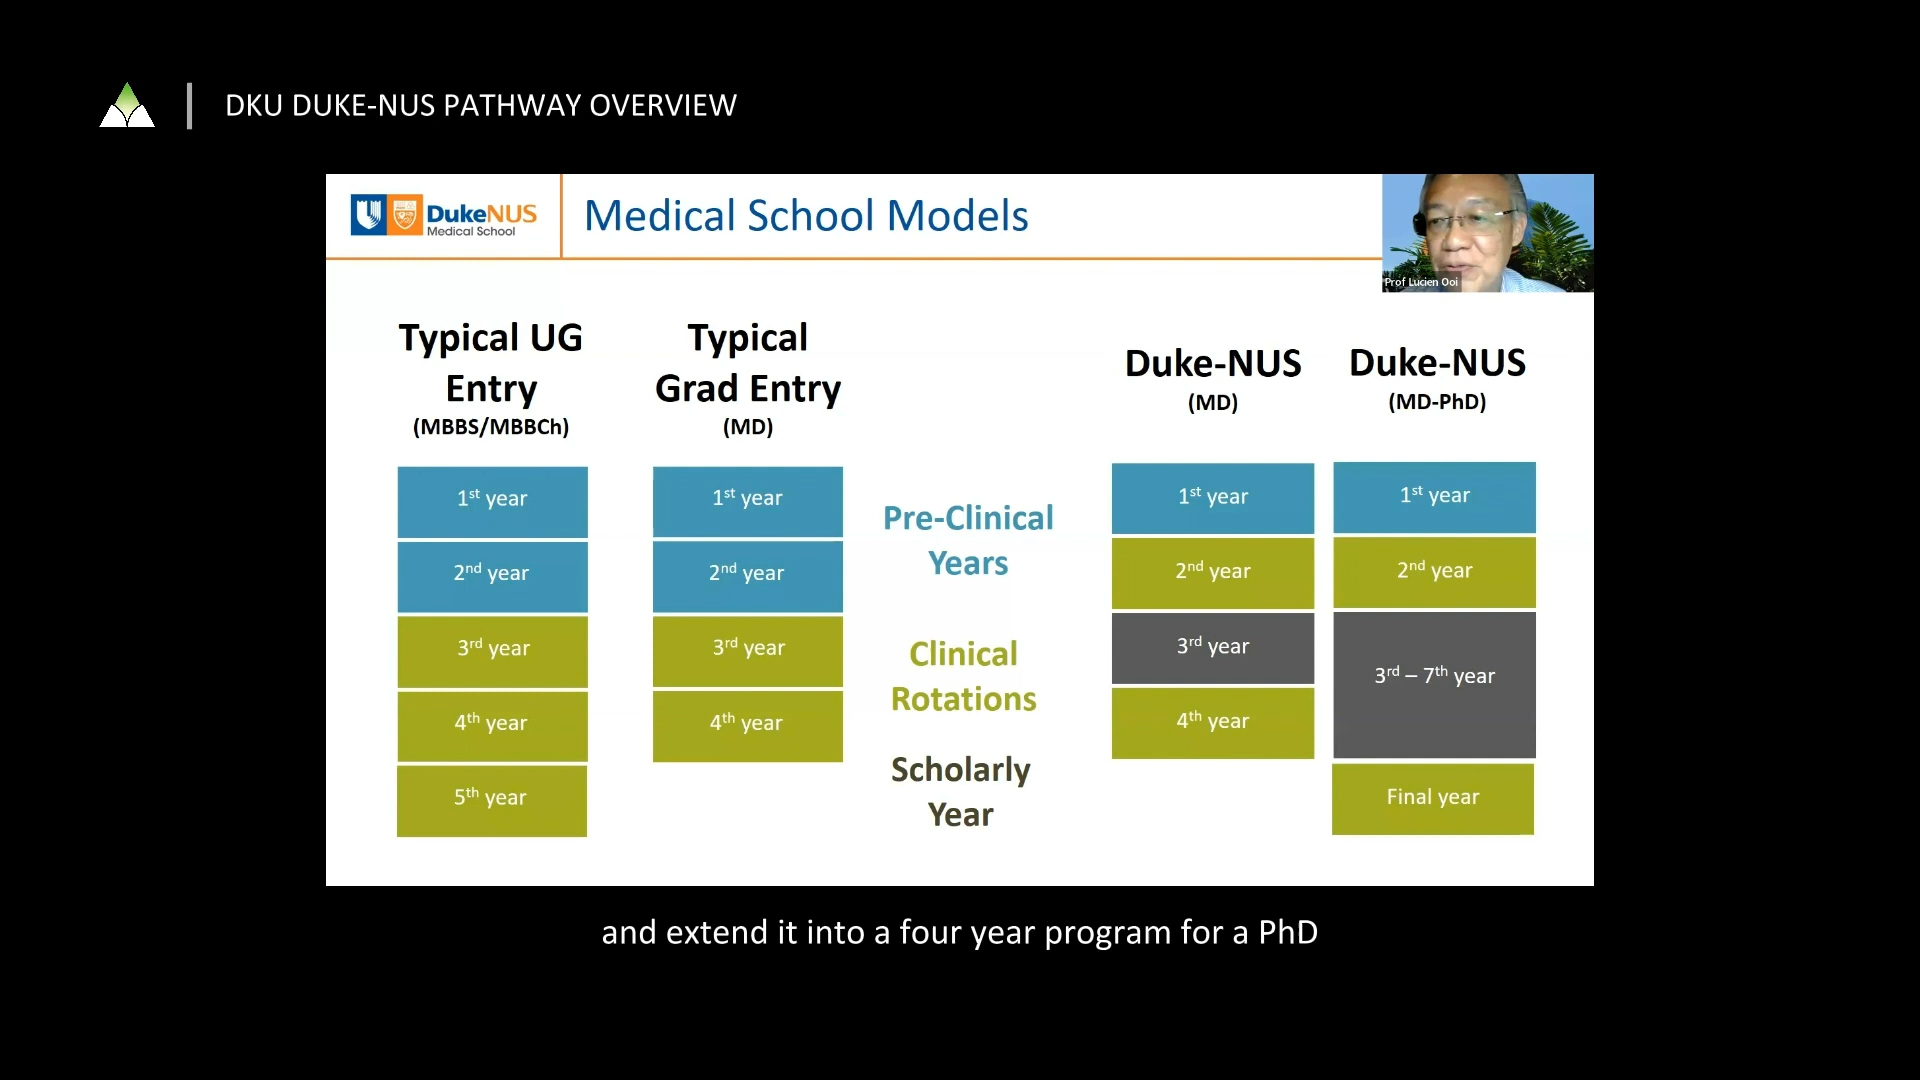 DKU DUKE-NUS PATHWAY OVERVIEW
DukeNUS
Medical School
Medical School Models
Prof Lucien Ooi
Typical UG
Entry
(MBBS/MBBCh)
1st year
2nd year
3rd year
4th year
5th year
Typical
Grad Entry
(MD)
1st year
2nd year
3rd year
4th year
Pre-Clinical
Years
Clinical
Rotations
Scholarly
Year
Duke-NUS
(MD)
1st year
2nd year
3rd year
4th year
Duke-NUS
(MD-PhD)
1st year
2nd year
3rd – 7th year
Final year
and extend it into a four year program for a PhD